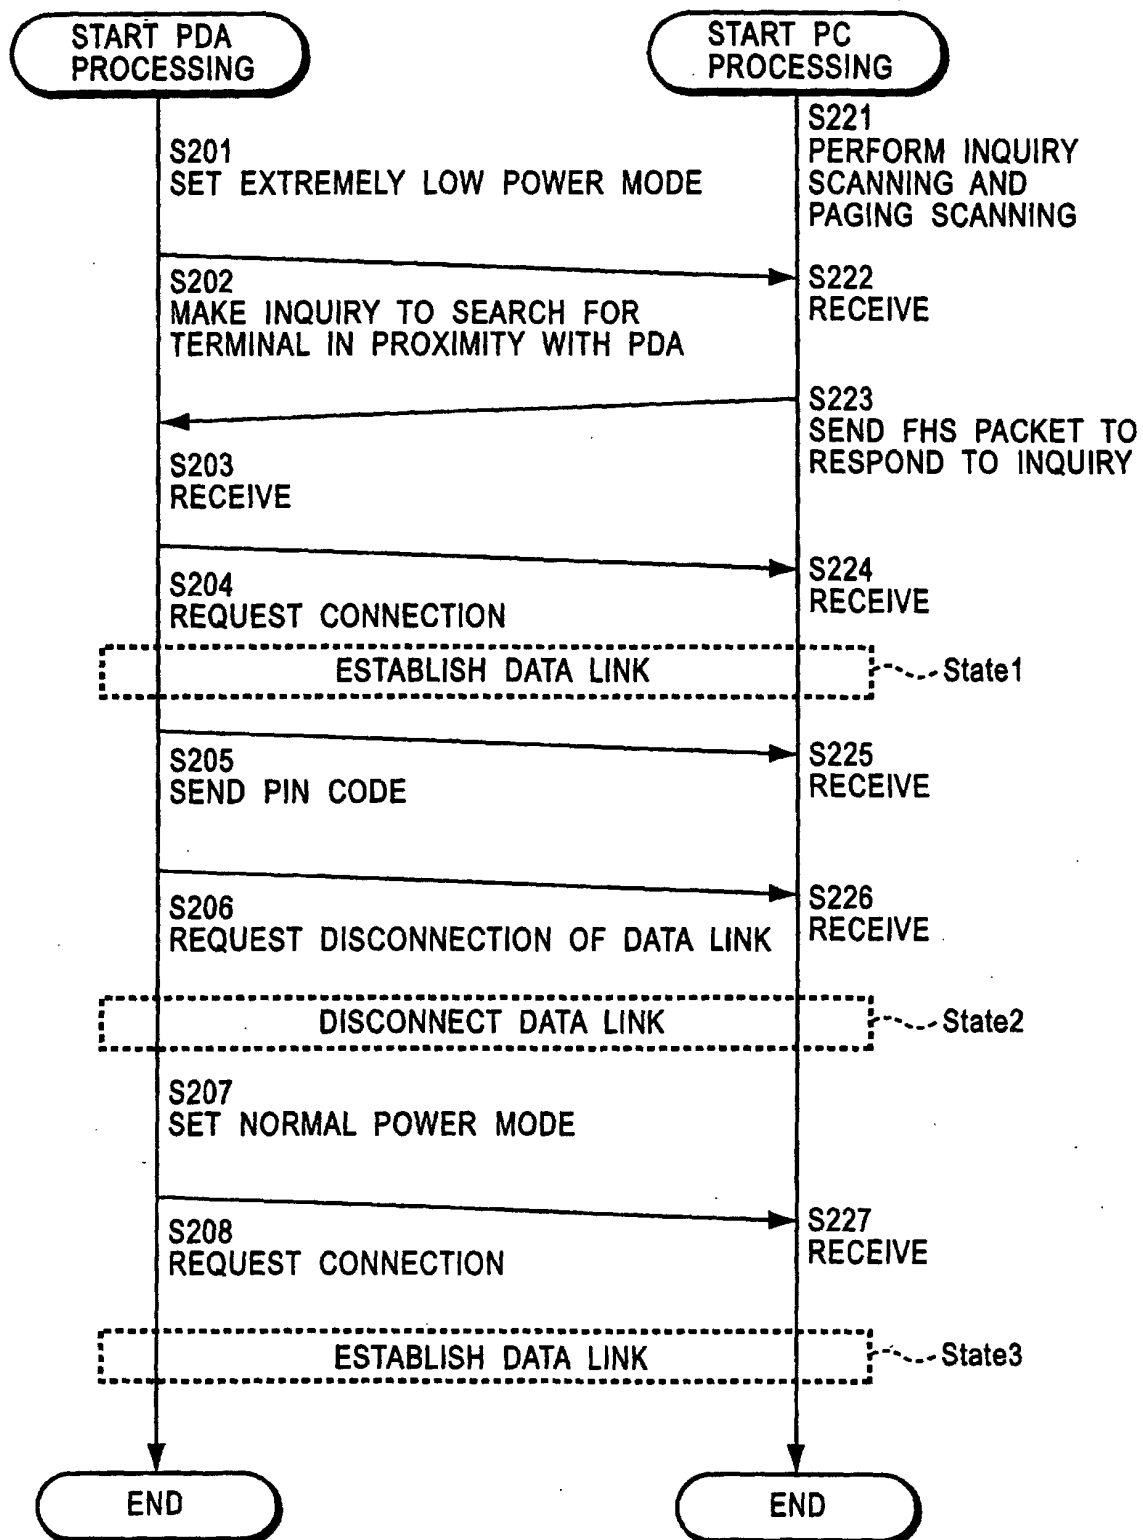 START PDA
PROCESSING
START PC
PROCESSING
S221
PERFORM INQUIRY
SCANNING AND
PAGING SCANNING
S201
SET EXTREMELY LOW POWER MODE
S202
MAKE INQUIRY TO SEARCH FOR
TERMINAL IN PROXIMITY WITH PDA
S222
RECEIVE
S223
SEND FHS PACKET TO
RESPOND TO INQUIRY
S203
RECEIVE
S204
REQUEST CONNECTION
S224
RECEIVE
ESTABLISH DATA LINK
State1
S205
SEND PIN CODE
S225
RECEIVE
S206
REQUEST DISCONNECTION OF DATA LINK
S226
RECEIVE
DISCONNECT DATA LINK
State2
S207
SET NORMAL POWER MODE
S208
REQUEST CONNECTION
S227
RECEIVE
ESTABLISH DATA LINK
State3
END
END